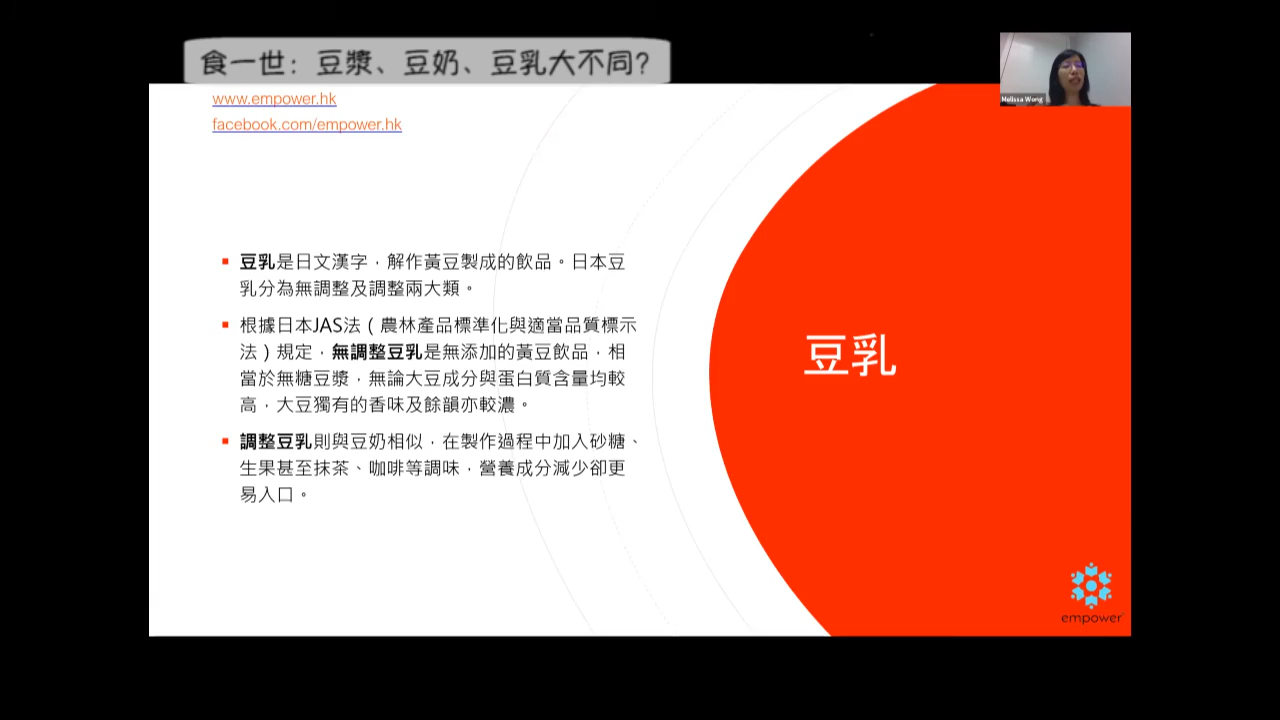 食一世：豆漿、豆奶、豆乳大不同？
www.empower.hk
facebook.com/empower.hk
Melissa Wong
豆乳是日文漢字，解作黃豆製成的飲品。日本豆
乳分為無調整及調整兩大類。
根據日本JAS法（農林產品標準化與適當品質標示
法）規定，無調整豆乳是無添加的黃豆飲品，相
當於無糖豆漿，無論大豆成分與蛋白質含量均較
高，大豆獨有的香味及餘韻亦較濃。
調整豆乳則與豆奶相似，在製作過程中加入砂糖、
生果甚至抹茶、咖啡等調味，營養成分減少卻更
易入口。
豆乳
empower